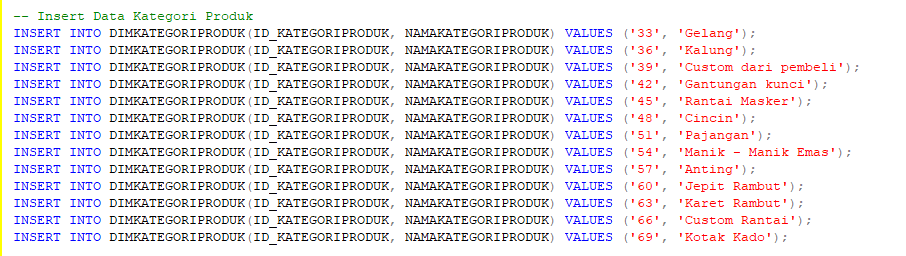 -- Insert Data Kategori Produk
INSERT INTO DIMKATEGORIPRODUK(ID_KATEGORIPRODUK, NAMAKATEGORIPRODUK) VALUES ('33', 'Gelang');
INSERT INTO DIMKATEGORIPRODUK(ID_KATEGORIPRODUK, NAMAKATEGORIPRODUK) VALUES ('36', 'Kalung');
INSERT INTO DIMKATEGORIPRODUK(ID_KATEGORIPRODUK, NAMAKATEGORIPRODUK) VALUES ('39', 'Custom dari pembeli');
INSERT INTO DIMKATEGORIPRODUK(ID_KATEGORIPRODUK, NAMAKATEGORIPRODUK) VALUES ('42', 'Gantungan kunci');
INSERT INTO DIMKATEGORIPRODUK(ID_KATEGORIPRODUK, NAMAKATEGORIPRODUK) VALUES ('45', 'Rantai Masker');
INSERT INTO DIMKATEGORIPRODUK(ID_KATEGORIPRODUK, NAMAKATEGORIPRODUK) VALUES ('48', 'Cincin');
INSERT INTO DIMKATEGORIPRODUK(ID_KATEGORIPRODUK, NAMAKATEGORIPRODUK) VALUES ('51', 'Pajangan');
INSERT INTO DIMKATEGORIPRODUK(ID_KATEGORIPRODUK, NAMAKATEGORIPRODUK) VALUES ('54', 'Manik - Manik Emas');
INSERT INTO DIMKATEGORIPRODUK(ID_KATEGORIPRODUK, NAMAKATEGORIPRODUK) VALUES ('57', 'Anting');
INSERT INTO DIMKATEGORIPRODUK(ID_KATEGORIPRODUK, NAMAKATEGORIPRODUK) VALUES ('60', 'Jepit Rambut');
INSERT INTO DIMKATEGORIPRODUK(ID_KATEGORIPRODUK, NAMAKATEGORIPRODUK) VALUES ('63', 'Karet Rambut');
INSERT INTO DIMKATEGORIPRODUK(ID_KATEGORIPRODUK, NAMAKATEGORIPRODUK) VALUES ('66', 'Custom Rantai');
INSERT INTO DIMKATEGORIPRODUK(ID_KATEGORIPRODUK, NAMAKATEGORIPRODUK) VALUES ('69', 'Kotak Kado');